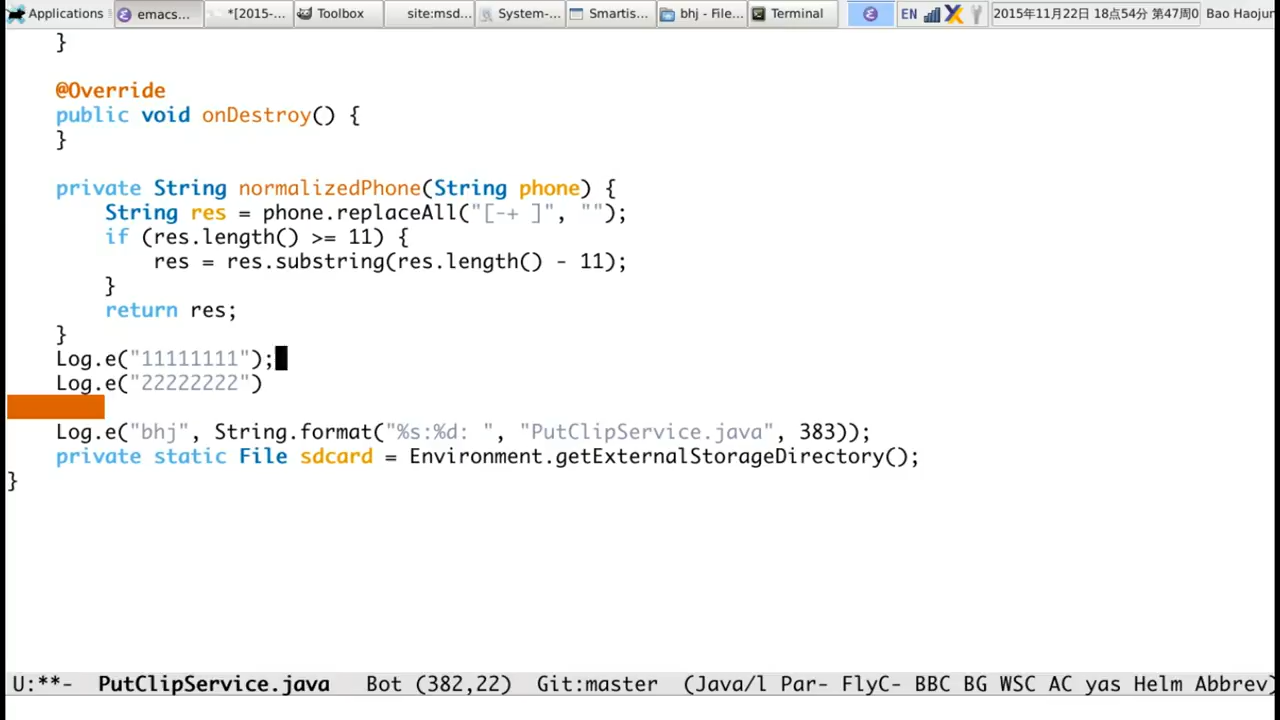 Applications emacs... *[2015-... Toolbox site:msd... System-... Smartis... bhj - File... Terminal EN 2015年11月22日 18点54分 第47周0 Bao Haojun
}
@Override
public void onDestroy() {
}
private String normalizedPhone(String phone) {
String res = phone.replaceAll("[-+ ]", "");
if (res.length() >= 11) {
res = res.substring(res.length() - 11);
}
return res;
}
Log.e("11111111");
Log.e("22222222")
Log.e("bhj", String.format("%s:%d: ", "PutClipService.java", 383));
private static File sdcard = Environment.getExternalStorageDirectory();
}
U:**- PutClipService.java Bot (382,22) Git:master (Java/l Par- FlyC- BBC BG WSC AC yas Helm Abbrev)